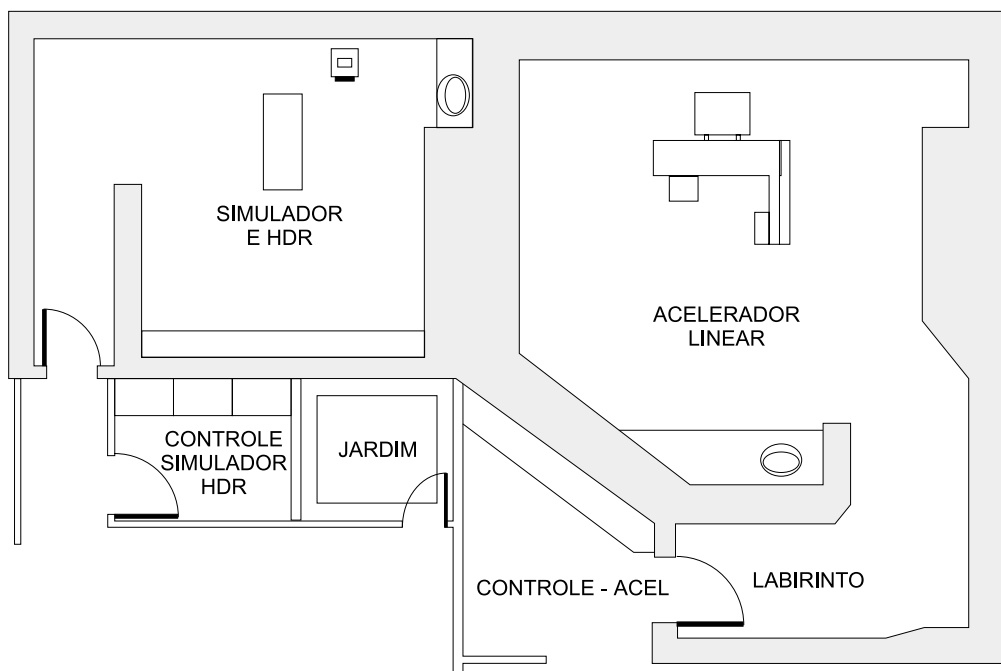 SIMULADOR
E HDR
ACELERADOR
LINEAR
CONTROLE
SIMULADOR
HDR
JARDIM
CONTROLE - ACEL
LABIRINTO